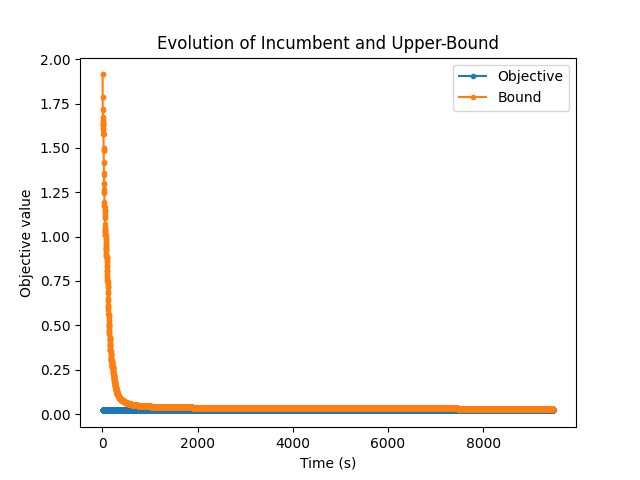 Evolution of Incumbent and Upper-Bound
Objective
Bound
Objective value
2.00
1.75
1.50
1.25
1.00
0.75
0.50
0.25
0.00
0 2000 4000 6000 8000
Time (s)